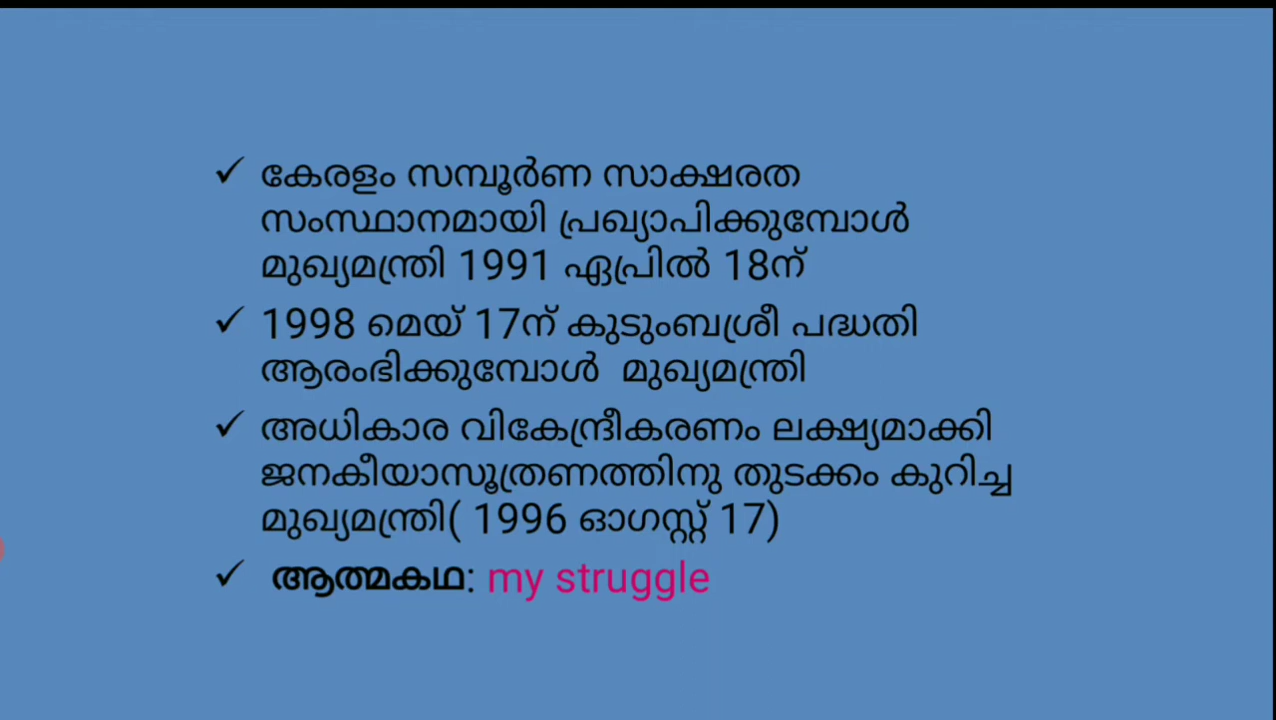 ✓ കേരളം സമ്പൂർണ സാക്ഷരത
സംസ്ഥാനമായി പ്രഖ്യാപിക്കുമ്പോൾ
മുഖ്യമന്ത്രി 1991 ഏപ്രിൽ 18ന്
✓ 1998 മെയ് 17ന് കുടുംബശ്രീ പദ്ധതി
ആരംഭിക്കുമ്പോൾ മുഖ്യമന്ത്രി
✓ അധികാര വികേന്ദ്രീകരണം ലക്ഷ്യമാക്കി
ജനകീയാസൂത്രണത്തിനു തുടക്കം കുറിച്ച
മുഖ്യമന്ത്രി( 1996 ഓഗസ്റ്റ് 17)
✓ ആത്മകഥ: my struggle